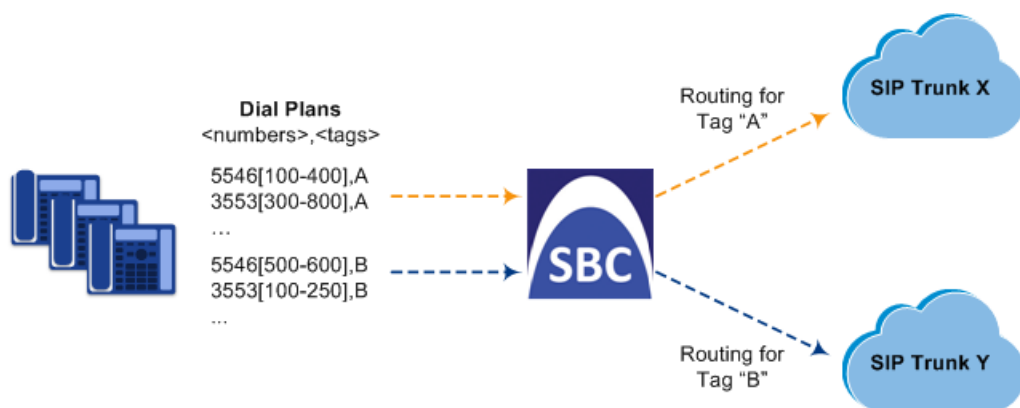 Dial Plans
<numbers>,<tags>
5546[100-400],A
3553[300-800],A
...
5546[500-600],B
3553[100-250],B
...
SBC
Routing for
Tag “A”
SIP Trunk X
Routing for
Tag “B”
SIP Trunk Y